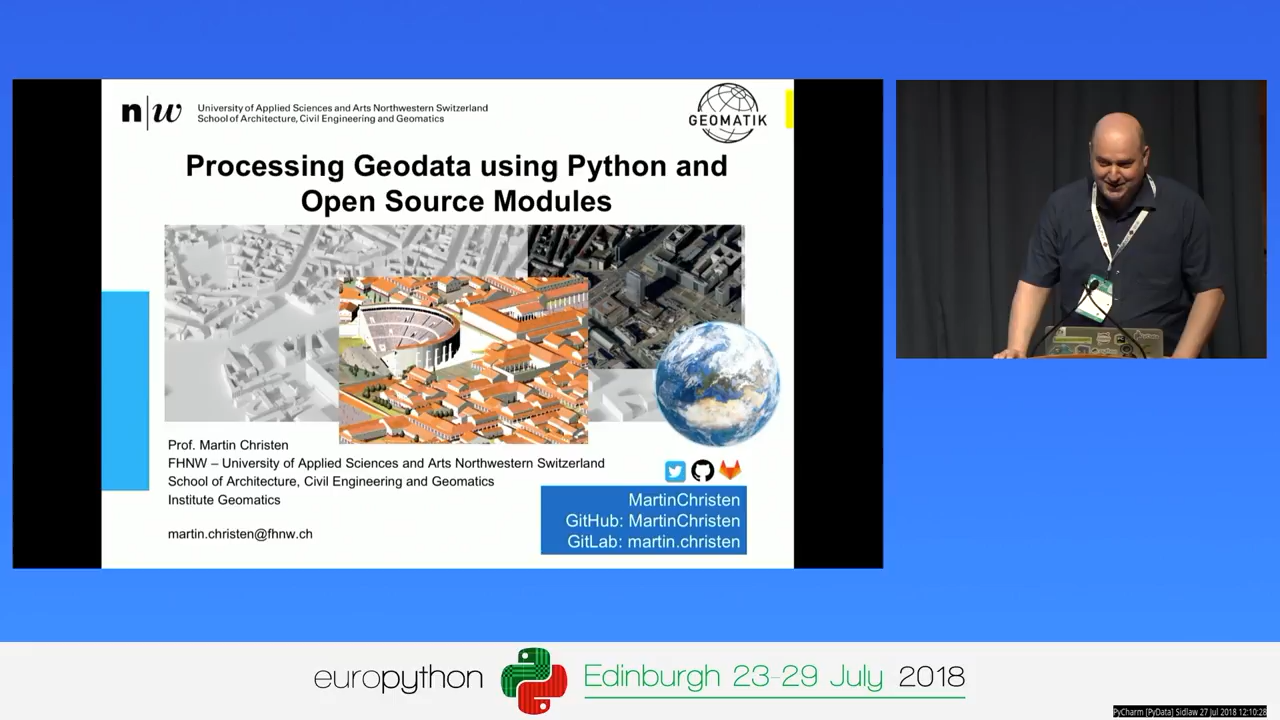 n|w
University of Applied Sciences and Arts Northwestern Switzerland
School of Architecture, Civil Engineering and Geomatics
GEOMATIK
Processing Geodata using Python and
Open Source Modules
Prof. Martin Christen
FHNW – University of Applied Sciences and Arts Northwestern Switzerland
School of Architecture, Civil Engineering and Geomatics
Institute Geomatics
martin.christen@fhnw.ch
MartinChristen
GitHub: MartinChristen
GitLab: martin.christen
europython
Edinburgh 23-29 July 2018
PyCharm [PyData] Sidlaw 27 Jul 2018 12:10:28